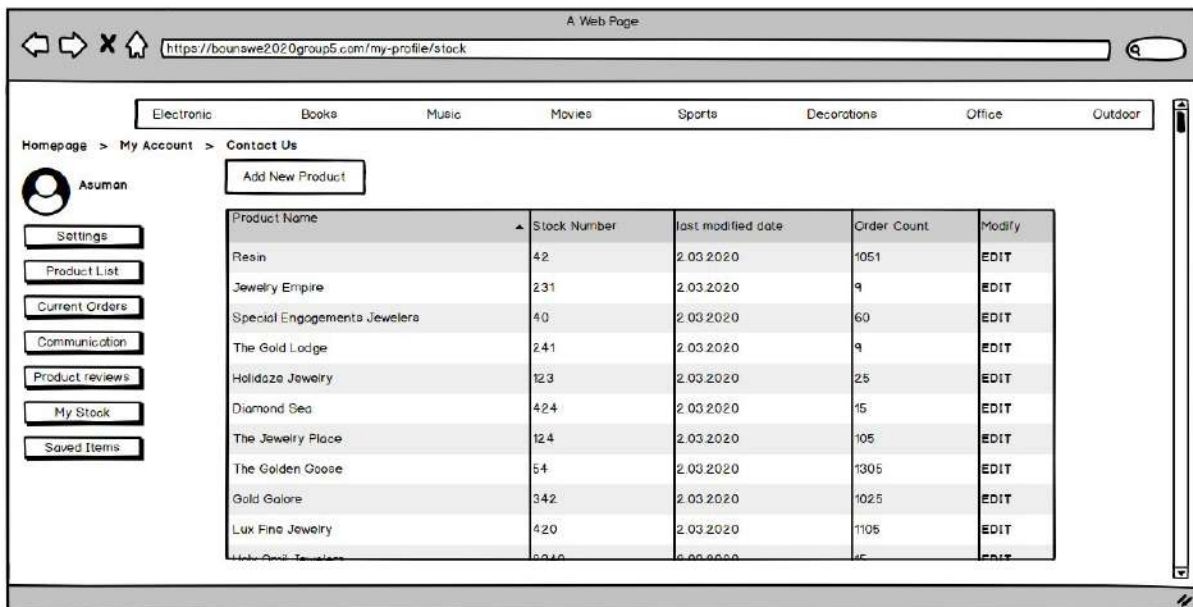 A Web Page
https://bounswe2020group5.com/my-profile/stock
Electronic Books Music Movies Sports Decorations Office Outdoor
Homepage > My Account > Contact Us
Asuman
Add New Product
Settings
Product List
Current Orders
Communication
Product reviews
My Stock
Saved Items
Product Name Stock Number last modified date Order Count Modify
Resin 42 2.03.2020 1051 EDIT
Jewelry Empire 231 2.03.2020 9 EDIT
Special Engagements Jewelers 40 2.03.2020 60 EDIT
The Gold Lodge 241 2.03.2020 9 EDIT
Holidaze Jewelry 123 2.03.2020 25 EDIT
Diamond Sea 424 2.03.2020 15 EDIT
The Jewelry Place 124 2.03.2020 105 EDIT
The Golden Goose 54 2.03.2020 1305 EDIT
Gold Galore 342 2.03.2020 1025 EDIT
Lux Fine Jewelry 420 2.03.2020 1105 EDIT